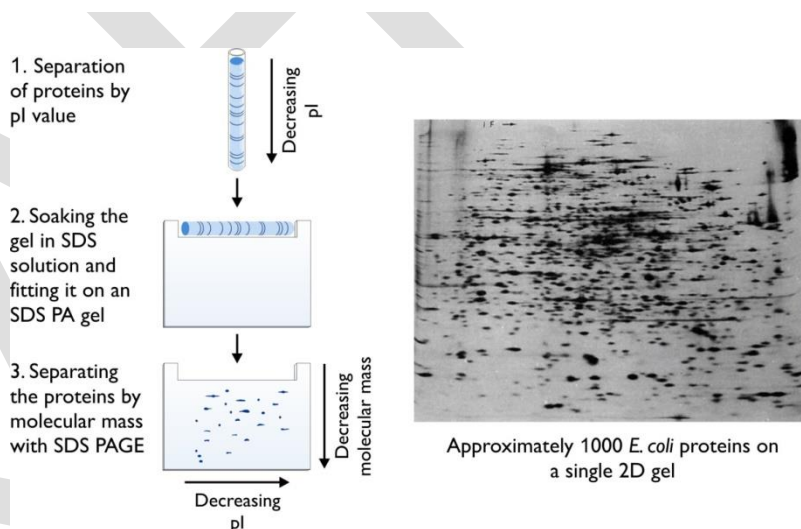 1. Separation
of proteins by
pI value
Decreasing
pI
2. Soaking the
gel in SDS
solution and
fitting it on an
SDS PA gel
3. Separating
the proteins by
molecular mass
with SDS PAGE
Decreasing
molecular mass
Decreasing
pI
Approximately 1000 E. coli proteins on
a single 2D gel